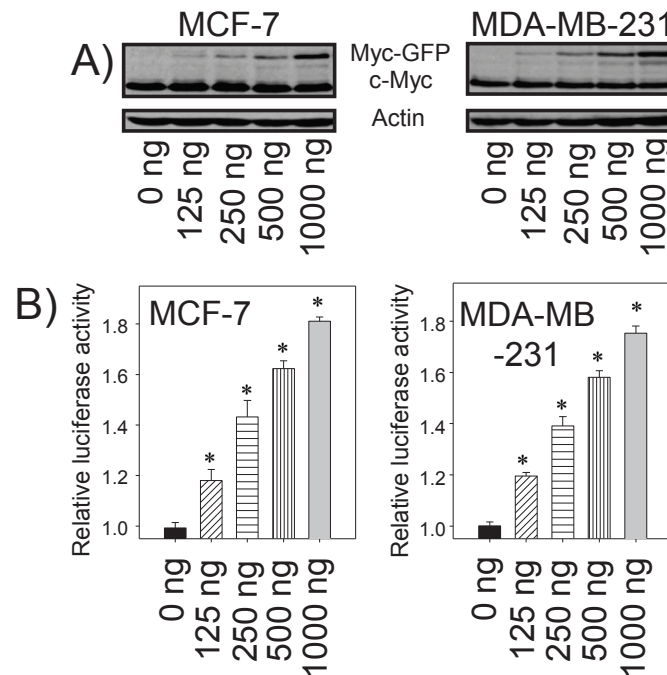 MCF-7
MDA-MB-231
A)
Myc-GFP
c-Myc
Actin
0 ng
125 ng
250 ng
500 ng
1000 ng
0 ng
125 ng
250 ng
500 ng
1000 ng
B)
Relative luciferase activity
1.8
1.6
1.4
1.2
1.0
MCF-7
*
*
*
*
0 ng
125 ng
250 ng
500 ng
1000 ng
Relative luciferase activity
1.8
1.6
1.4
1.2
1.0
MDA-MB
-231
*
*
*
*
0 ng
125 ng
250 ng
500 ng
1000 ng